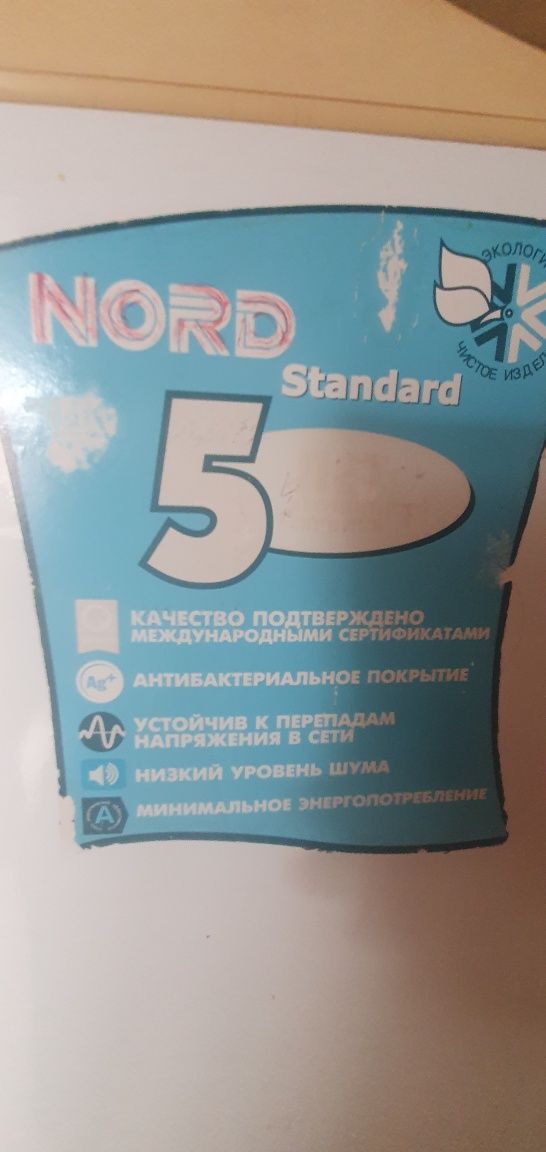 NORD
Standard
5
ЭКОЛОГИ
ЧИСТОЕ ИЗДЕЛ
КАЧЕСТВО ПОДТВЕРЖДЕНО
МЕЖДУНАРОДНЫМИ СЕРТИФИКАТАМИ
Ag+ АНТИБАКТЕРИАЛЬНОЕ ПОКРЫТИЕ
УСТОЙЧИВ К ПЕРЕПАДАМ
НАПРЯЖЕНИЯ В СЕТИ
НИЗКИЙ УРОВЕНЬ ШУМА
A МИНИМАЛЬНОЕ ЭНЕРГОПОТРЕБЛЕНИЕ